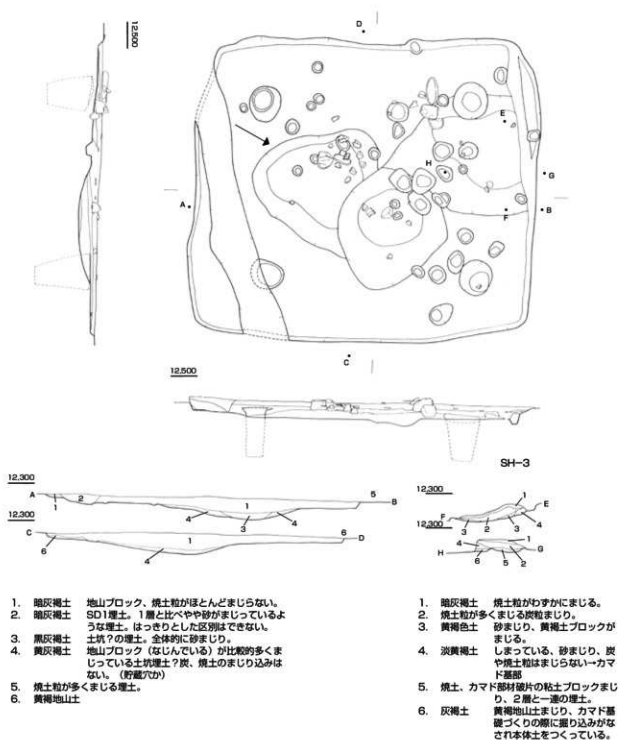 12,500
D
E
H
G
A
F
B
C
12,500
SH-3
12,300
A
1
2
1
5
B
4
3
4
12,300
C
6
1
6
D
4
12,300
1
E
F
4
3
2
3
12,300
1
4
H
G
6
5
2
1. 暗灰褐土 地山ブロック、焼土粒がほとんどまじらない。
2. 暗灰褐土 SD1埋土。1層と比べやや砂がまじっているよ
うな埋土。はっきりとした区別はできない。
3. 黒灰褐土 土坑?の埋土。全体的に砂まじり。
4. 黄灰褐土 地山ブロック(なじんでいる)が比較的多くま
じっている土坑埋土?炭、焼土のまじり込みは
ない。(貯蔵穴か)
5. 焼土粒が多くまじる埋土。
6. 黄褐地山土
1. 暗灰褐土 焼土粒がわずかにまじる。
2. 焼土粒が多くまじる炭粒まじり。
3. 黄褐色土 砂まじり、黄褐土ブロックが
まじる。
4. 淡黄褐土 しまっている、砂まじり、炭
や焼土粒はまじらない→カマ
ド基部
5. 焼土、カマド部材破片の粘土ブロックまじ
り、2層と一連の埋土。
6. 灰褐土 黄褐地山土まじり、カマド基
礎づくりの際に掘り込みがな
され本体土をつくっている。